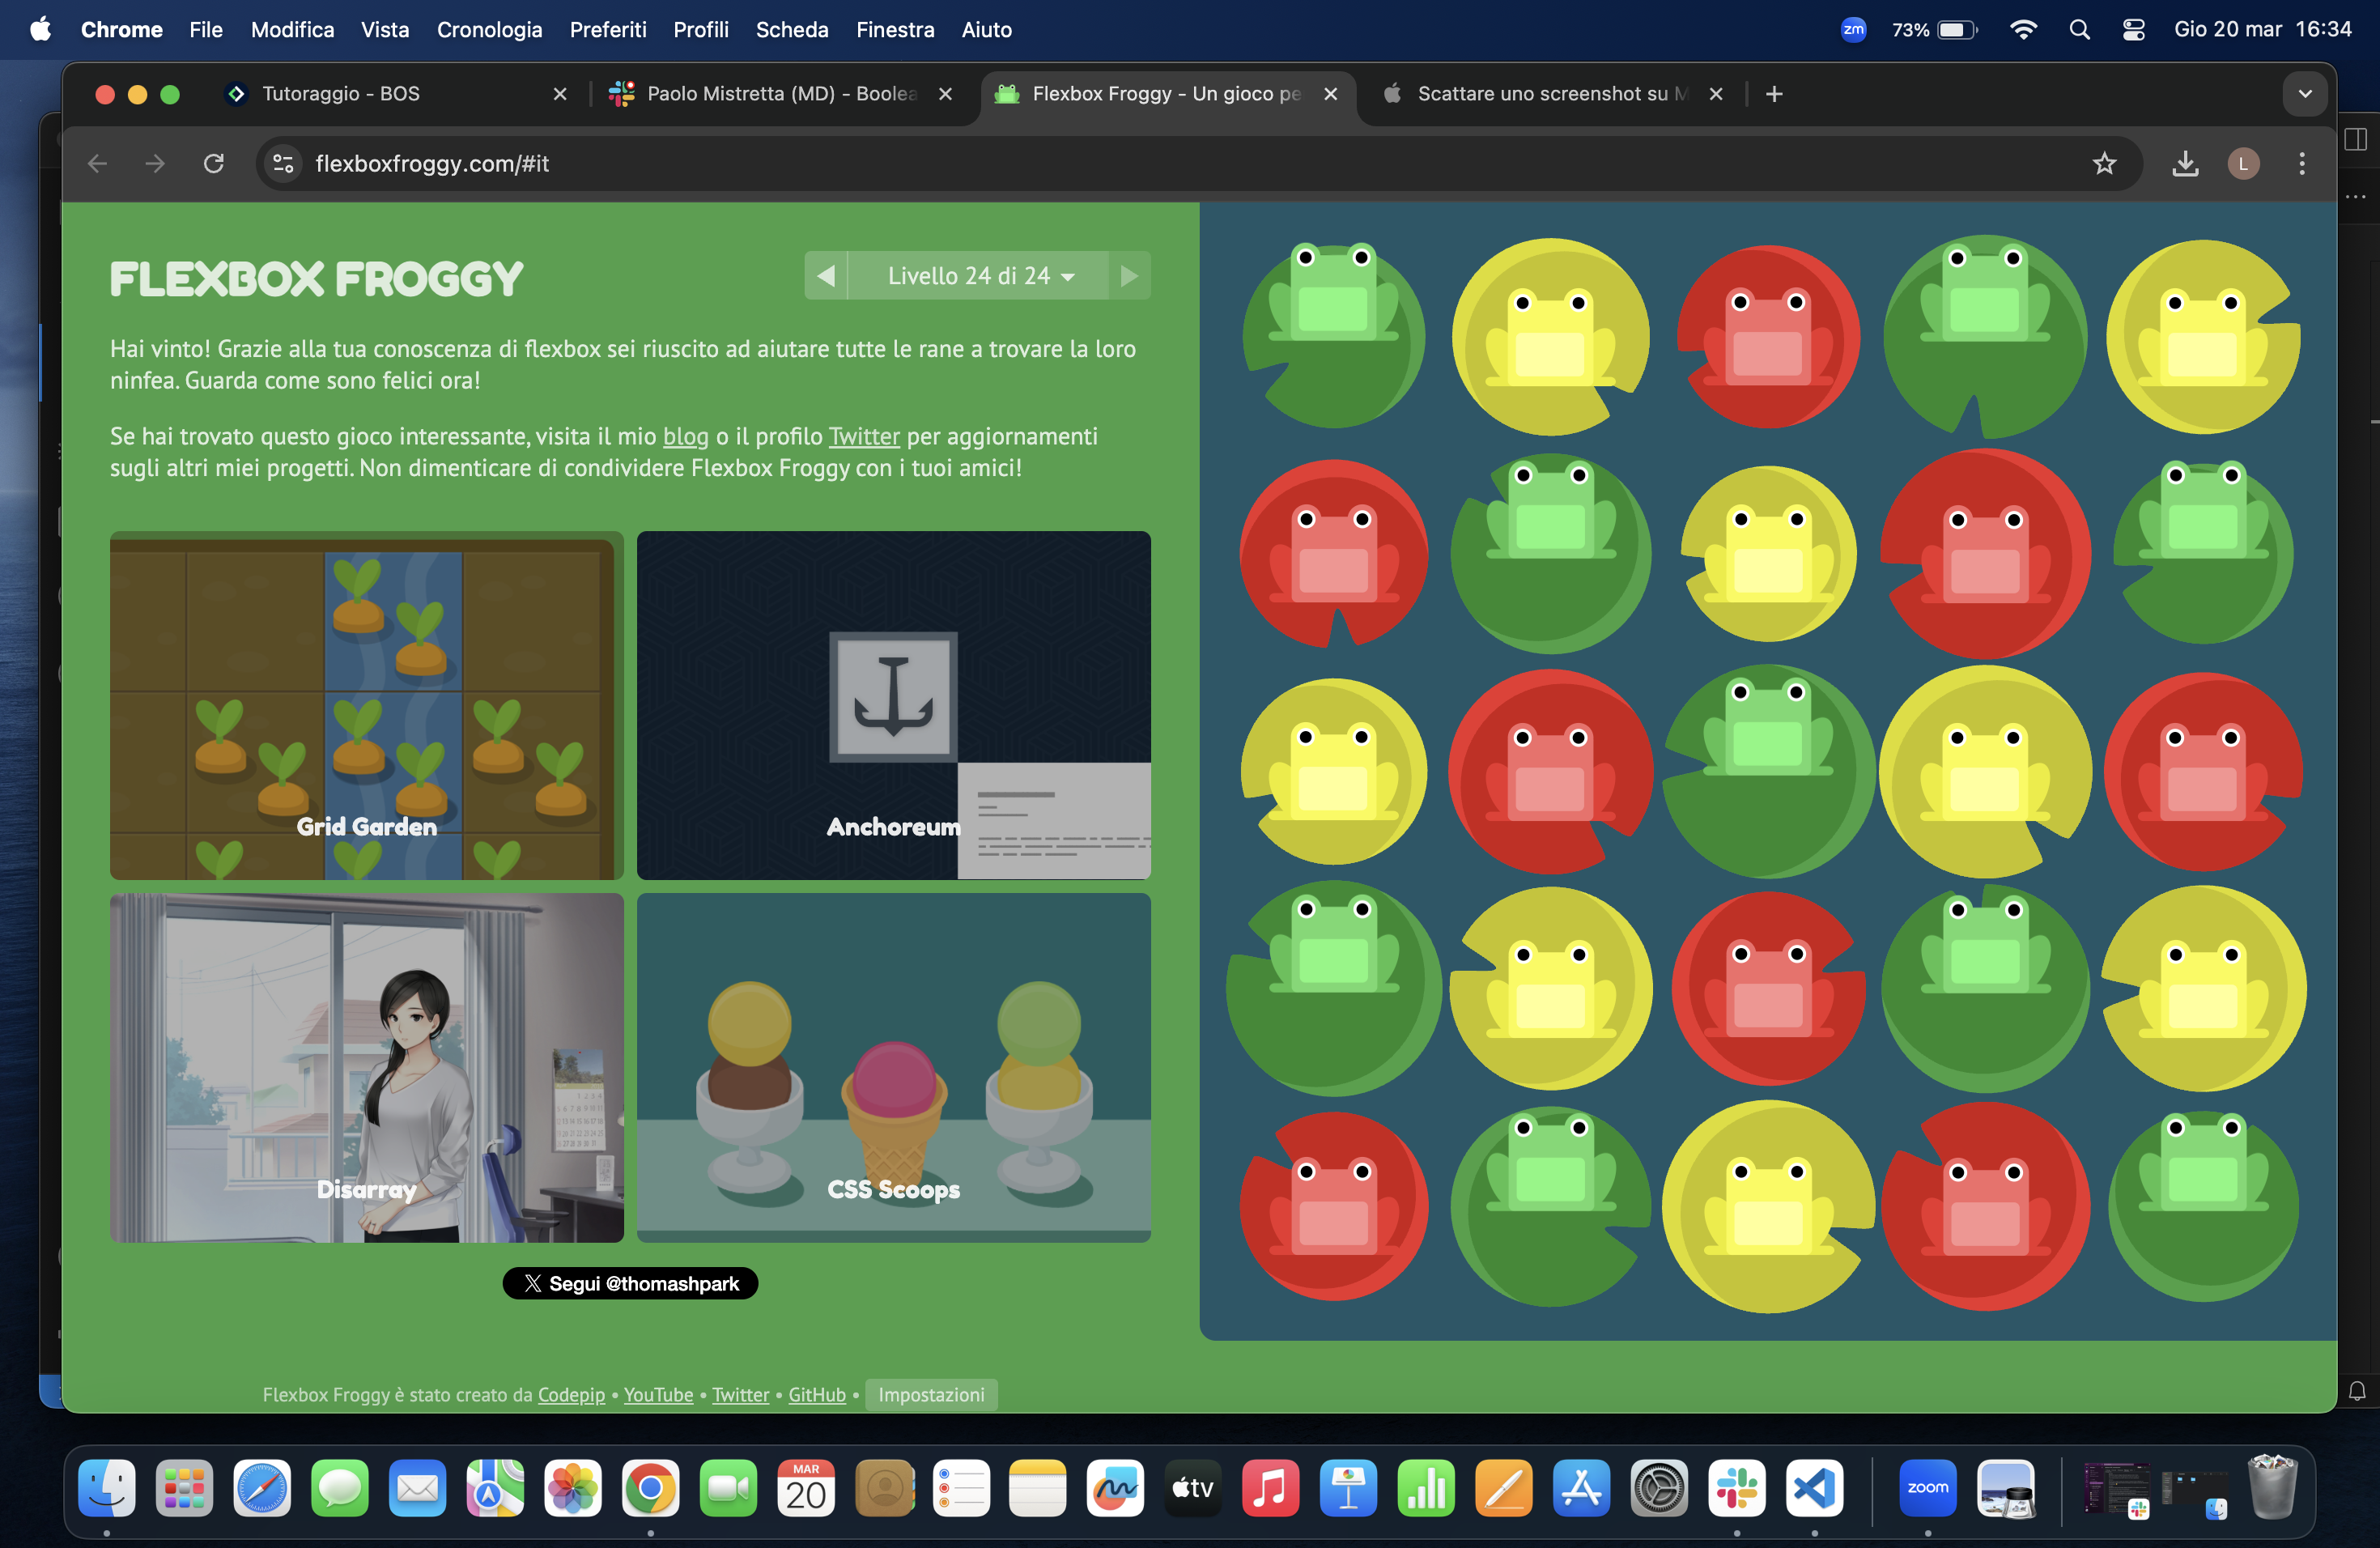 Chrome File Modifica Vista Cronologia Preferiti Profili Scheda Finestra Aiuto
zm 73% Gio 20 mar 16:34
Tutoraggio - BOS
Paolo Mistretta (MD) - Boolea
Flexbox Froggy - Un gioco pe
Scattare uno screenshot su M
flexboxfroggy.com/#it
L
FLEXBOX FROGGY
Livello 24 di 24
Hai vinto! Grazie alla tua conoscenza di flexbox sei riuscito ad aiutare tutte le rane a trovare la loro
ninfea. Guarda come sono felici ora!
Se hai trovato questo gioco interessante, visita il mio blog o il profilo Twitter per aggiornamenti
sugli altri miei progetti. Non dimenticare di condividere Flexbox Froggy con i tuoi amici!
Grid Garden
Anchoreum
Disarray
CSS Scoops
Segui @thomashpark
Flexbox Froggy è stato creato da Codepip • YouTube • Twitter • GitHub • Impostazioni
MAR
20
tv
zoom